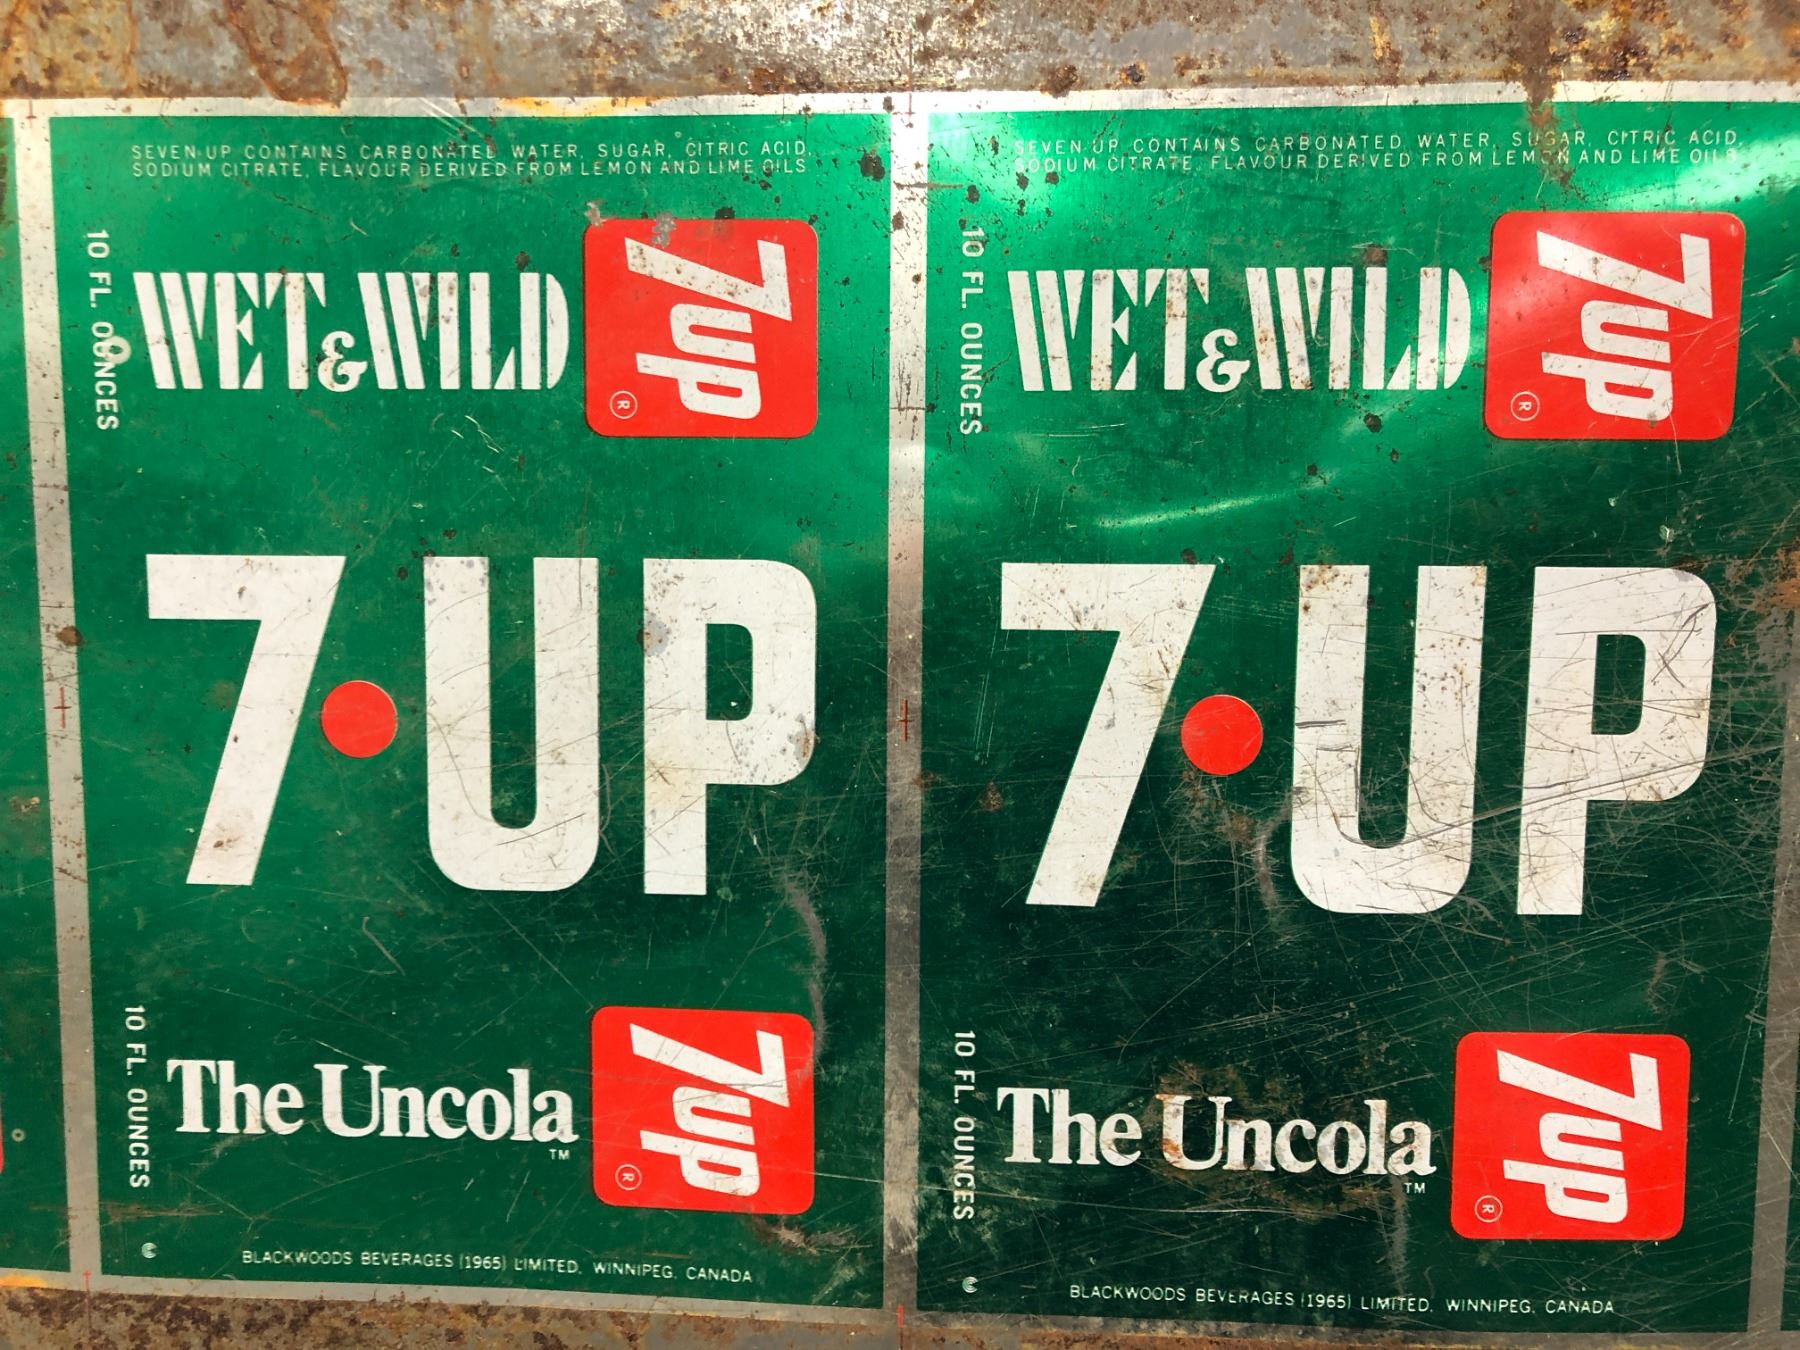 SEVEN-UP CONTAINS CARBONATED WATER, SUGAR, CITRIC ACID,
SODIUM CITRATE, FLAVOUR DERIVED FROM LEMON AND LIME OILS
10 FL. OUNCES
WET & WILD
7up
®
7·UP
10 FL. OUNCES
The Uncola
TM
7up
®
BLACKWOODS BEVERAGES (1965) LIMITED, WINNIPEG, CANADA
SEVEN-UP CONTAINS CARBONATED WATER, SUGAR, CITRIC ACID,
SODIUM CITRATE, FLAVOUR DERIVED FROM LEMON AND LIME OILS
10 FL. OUNCES
WET & WILD
7up
®
7·UP
10 FL. OUNCES
The Uncola
TM
7up
®
BLACKWOODS BEVERAGES (1965) LIMITED, WINNIPEG, CANADA